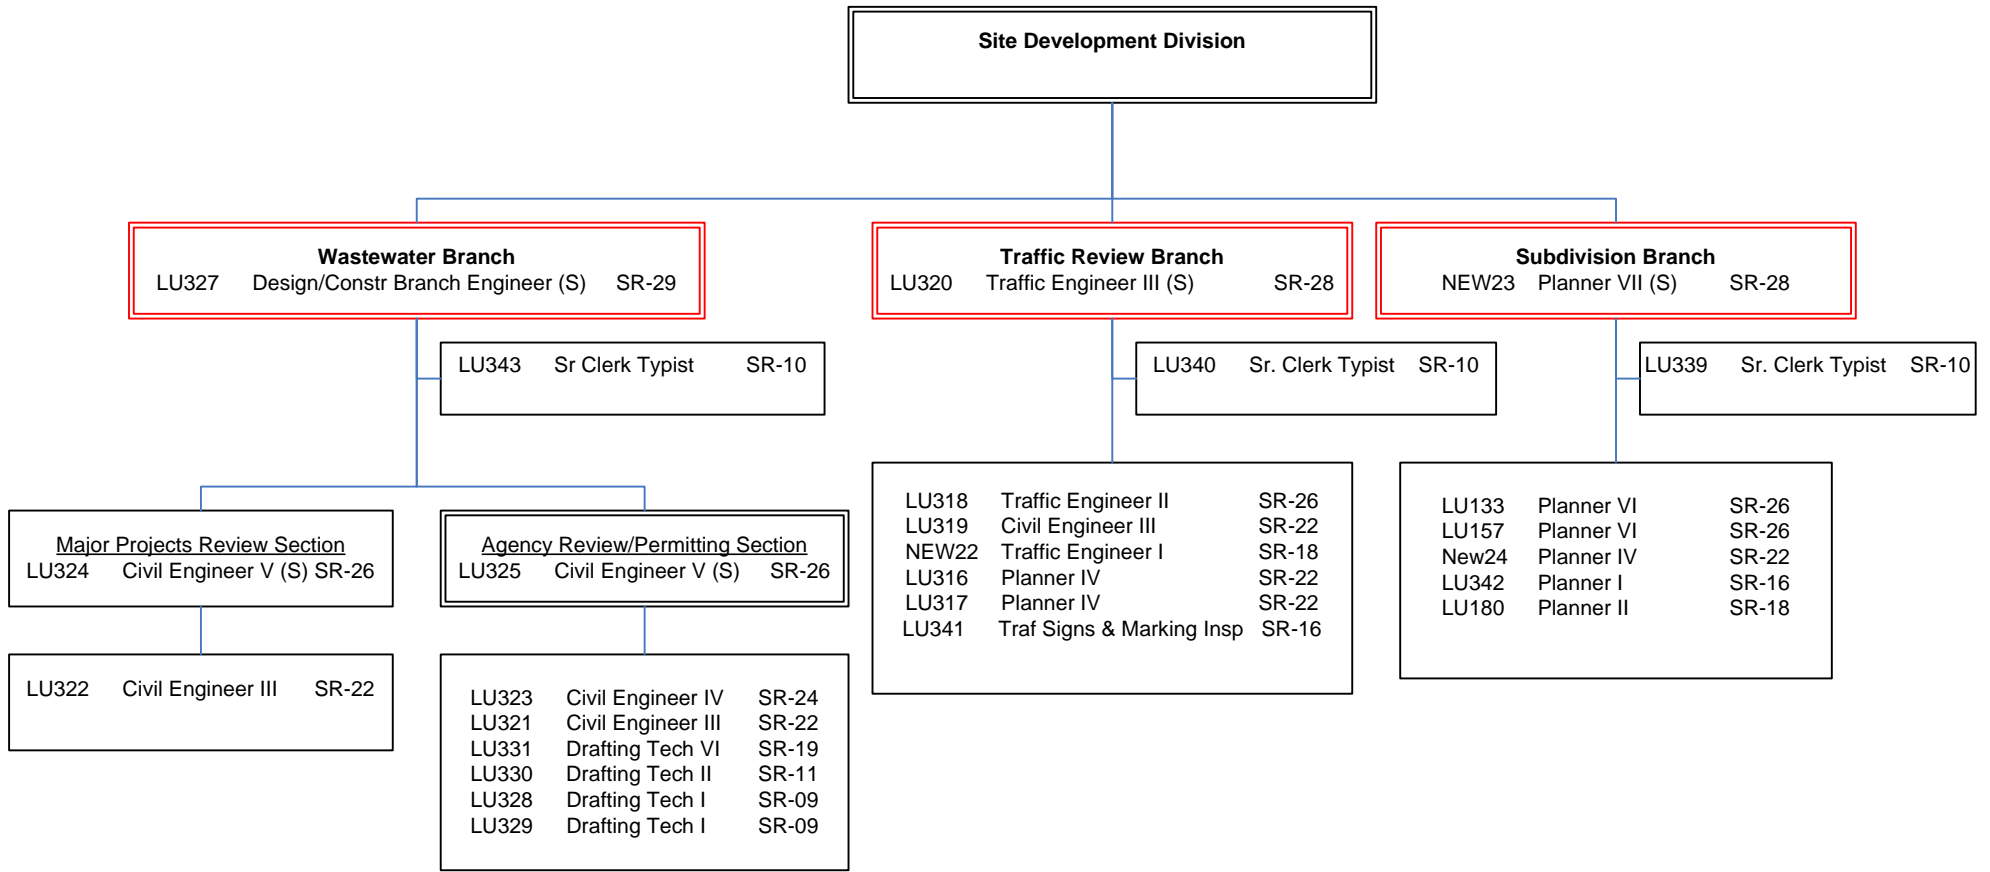 Site Development Division
Wastewater Branch
LU327 Design/Constr Branch Engineer (S) SR-29
Traffic Review Branch
LU320 Traffic Engineer III (S) SR-28
Subdivision Branch
NEW23 Planner VII (S) SR-28
LU343 Sr Clerk Typist SR-10
LU340 Sr. Clerk Typist SR-10
LU339 Sr. Clerk Typist SR-10
Major Projects Review Section
LU324 Civil Engineer V (S) SR-26
Agency Review/Permitting Section
LU325 Civil Engineer V (S) SR-26
LU318 Traffic Engineer II SR-26
LU319 Civil Engineer III SR-22
NEW22 Traffic Engineer I SR-18
LU316 Planner IV SR-22
LU317 Planner IV SR-22
LU341 Traf Signs & Marking Insp SR-16
LU133 Planner VI SR-26
LU157 Planner VI SR-26
New24 Planner IV SR-22
LU342 Planner I SR-16
LU180 Planner II SR-18
LU322 Civil Engineer III SR-22
LU323 Civil Engineer IV SR-24
LU321 Civil Engineer III SR-22
LU331 Drafting Tech VI SR-19
LU330 Drafting Tech II SR-11
LU328 Drafting Tech I SR-09
LU329 Drafting Tech I SR-09